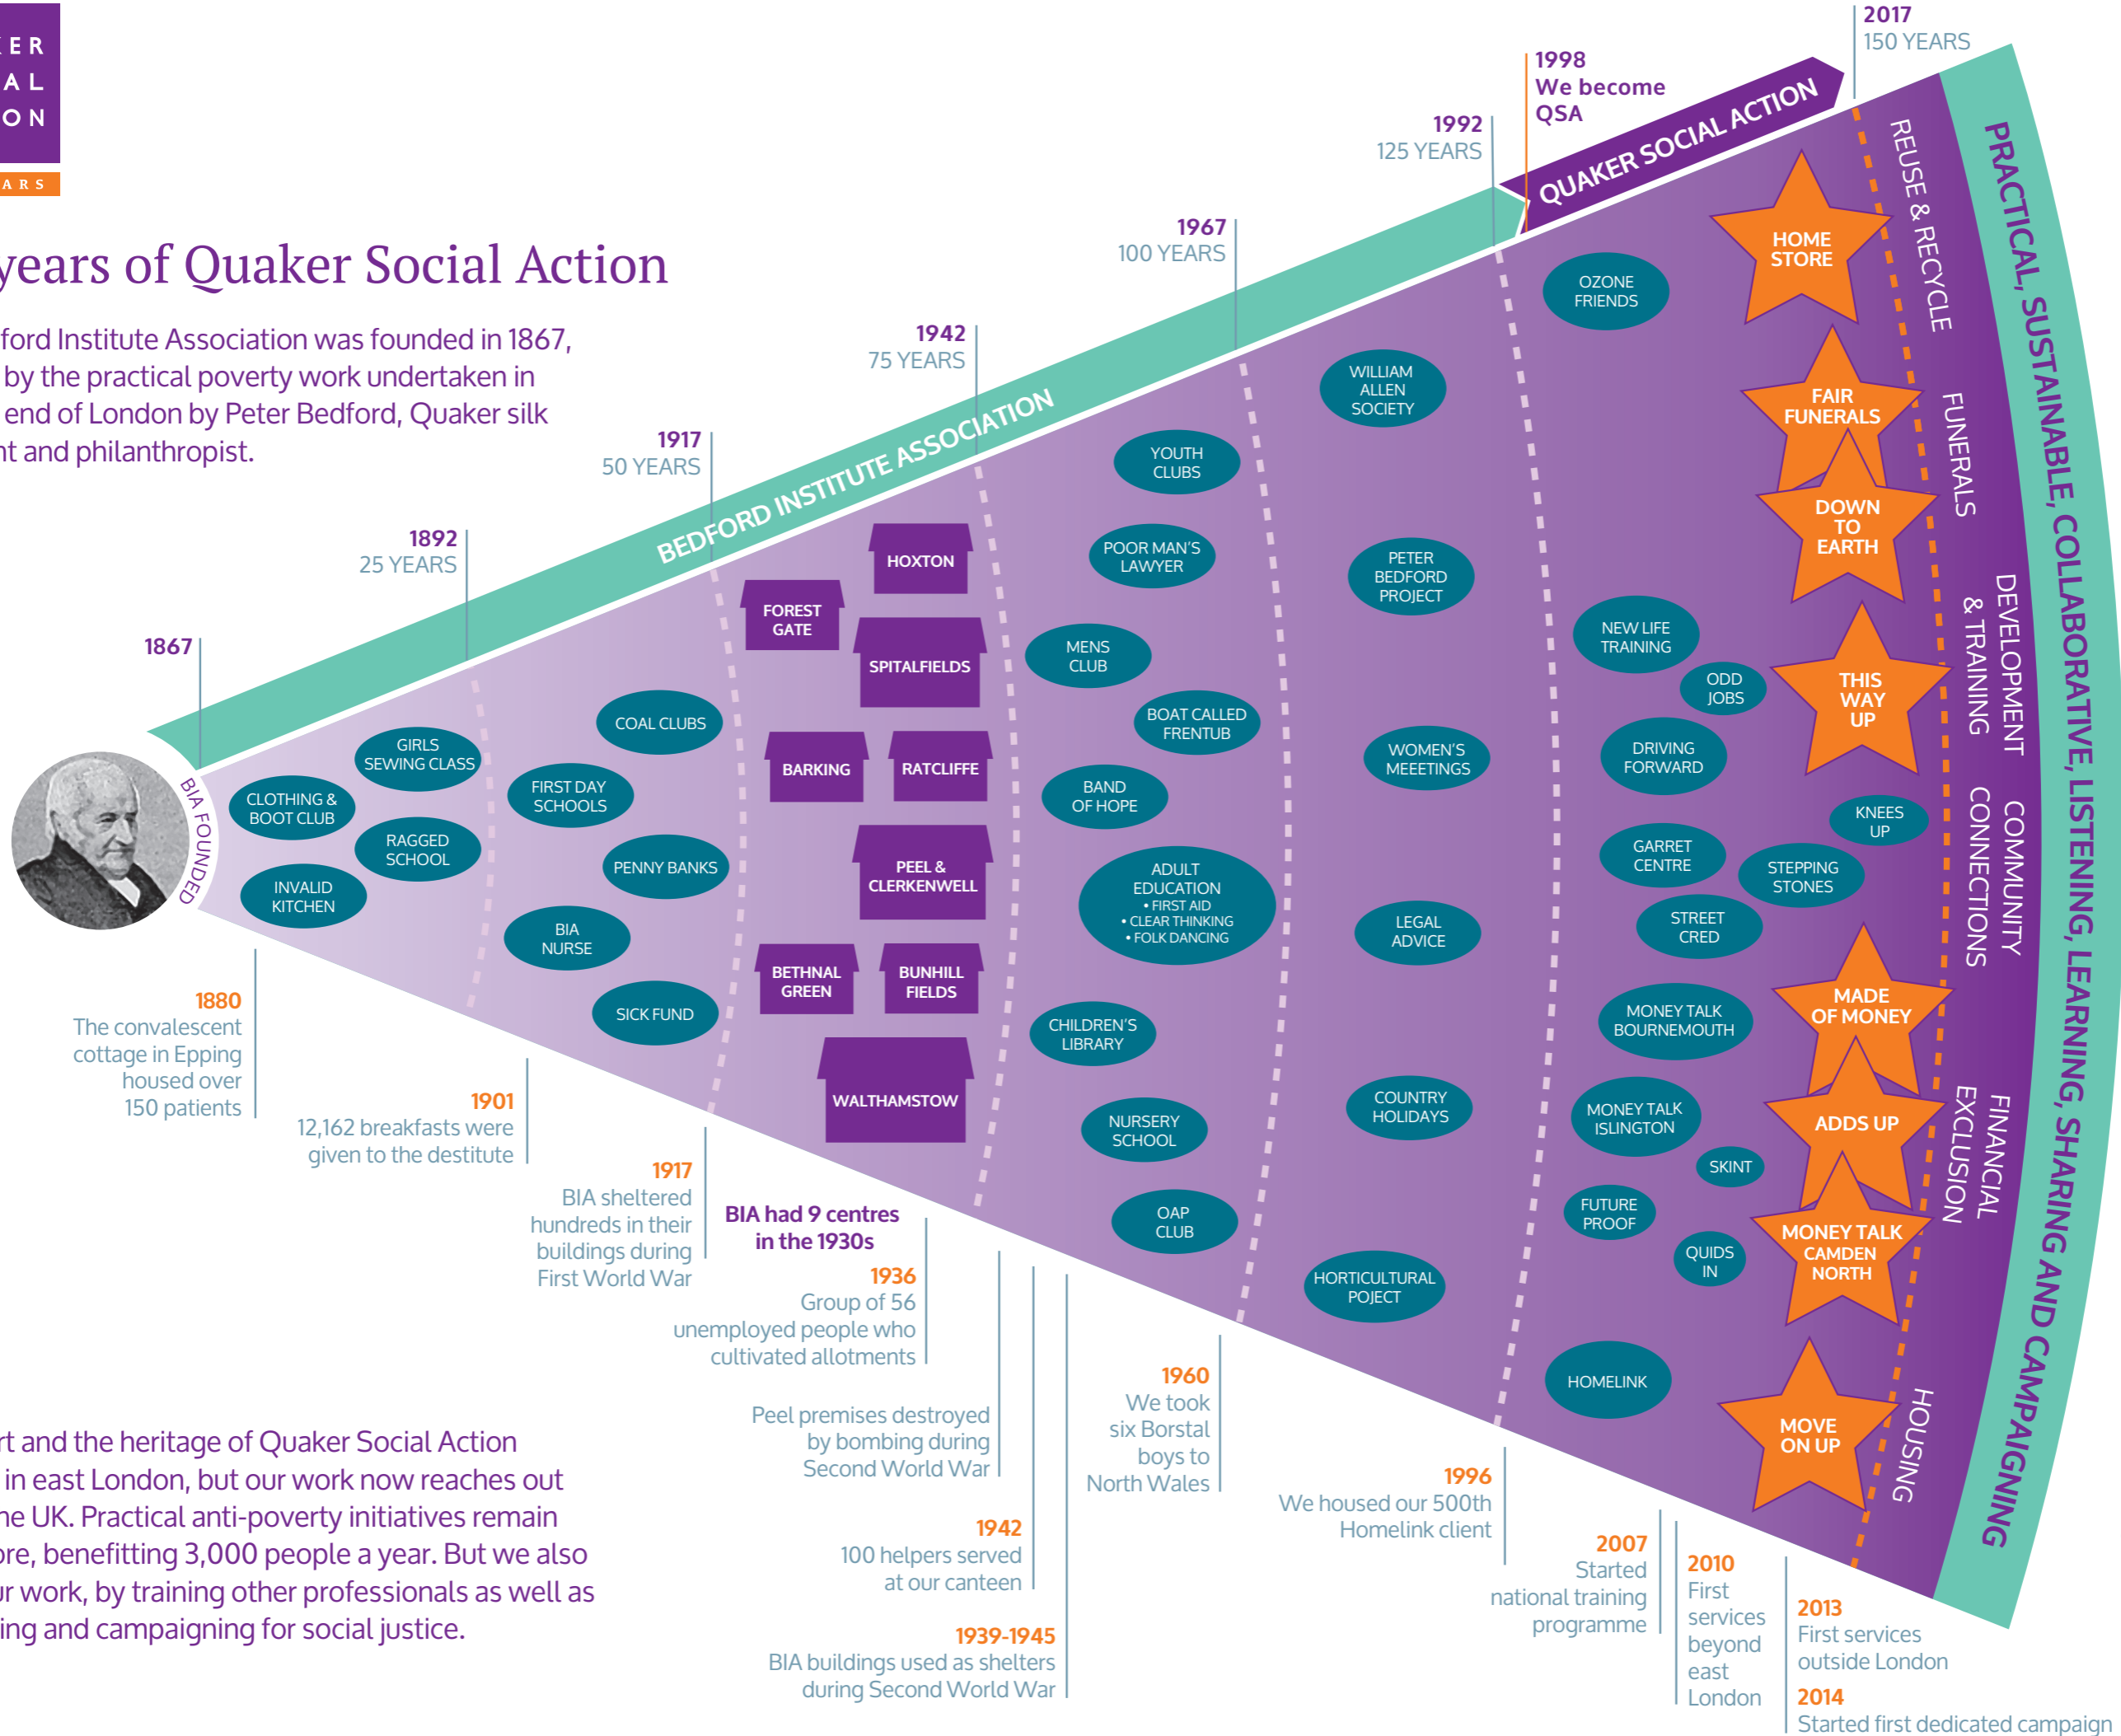 ER
AL
ON
ARS
years of Quaker Social Action
ford Institute Association was founded in 1867,
by the practical poverty work undertaken in
end of London by Peter Bedford, Quaker silk
nt and philanthropist.
1867
1892
25 YEARS
1917
50 YEARS
1942
75 YEARS
1967
100 YEARS
1992
125 YEARS
1998
We become
QSA
2017
150 YEARS
BEDFORD INSTITUTE ASSOCIATION
QUAKER SOCIAL ACTION
BIA FOUNDED
CLOTHING &
BOOT CLUB
GIRLS
SEWING CLASS
RAGGED
SCHOOL
INVALID
KITCHEN
COAL CLUBS
FIRST DAY
SCHOOLS
PENNY BANKS
BIA
NURSE
SICK FUND
HOXTON
FOREST
GATE
SPITALFIELDS
BARKING
RATCLIFFE
PEEL &
CLERKENWELL
BETHNAL
GREEN
BUNHILL
FIELDS
WALTHAMSTOW
YOUTH
CLUBS
POOR MAN'S
LAWYER
MENS
CLUB
BOAT CALLED
FRENTUB
BAND
OF HOPE
ADULT
EDUCATION
• FIRST AID
• CLEAR THINKING
• FOLK DANCING
CHILDREN'S
LIBRARY
NURSERY
SCHOOL
OAP
CLUB
WILLIAM
ALLEN
SOCIETY
PETER
BEDFORD
PROJECT
WOMEN'S
MEEETINGS
LEGAL
ADVICE
COUNTRY
HOLIDAYS
HORTICULTURAL
POJECT
OZONE
FRIENDS
NEW LIFE
TRAINING
ODD
JOBS
DRIVING
FORWARD
KNEES
UP
GARRET
CENTRE
STEPPING
STONES
STREET
CRED
MONEY TALK
BOURNEMOUTH
MONEY TALK
ISLINGTON
SKINT
FUTURE
PROOF
QUIDS
IN
HOMELINK
HOME
STORE
FAIR
FUNERALS
DOWN
TO
EARTH
THIS
WAY
UP
MADE
OF MONEY
ADDS UP
MONEY TALK
CAMDEN
NORTH
MOVE
ON UP
REUSE & RECYCLE
FUNERALS
DEVELOPMENT
& TRAINING
COMMUNITY
CONNECTIONS
FINANCIAL
EXCLUSION
HOUSING
PRACTICAL, SUSTAINABLE, COLLABORATIVE, LISTENING, LEARNING, SHARING AND CAMPAIGNING
1880
The convalescent
cottage in Epping
housed over
150 patients
1901
12,162 breakfasts were
given to the destitute
1917
BIA sheltered
hundreds in their
buildings during
First World War
BIA had 9 centres
in the 1930s
1936
Group of 56
unemployed people who
cultivated allotments
Peel premises destroyed
by bombing during
Second World War
1942
100 helpers served
at our canteen
1939-1945
BIA buildings used as shelters
during Second World War
1960
We took
six Borstal
boys to
North Wales
1996
We housed our 500th
Homelink client
2007
Started
national training
programme
2010
First
services
beyond
east
London
2013
First services
outside London
2014
Started first dedicated campaign
rt and the heritage of Quaker Social Action
in east London, but our work now reaches out
he UK. Practical anti-poverty initiatives remain
ore, benefitting 3,000 people a year. But we also
ur work, by training other professionals as well as
ing and campaigning for social justice.